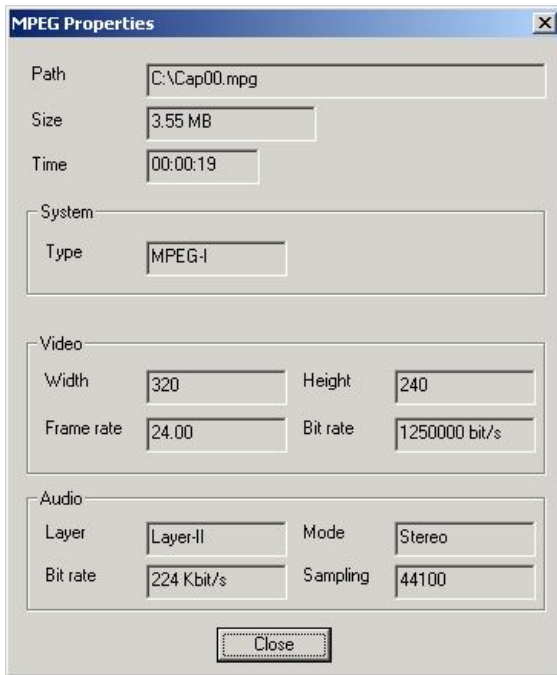 MPEG Properties
Path C:\Cap00.mpg
Size 3.55 MB
Time 00:00:19
System
Type MPEG-I
Video
Width 320 Height 240
Frame rate 24.00 Bit rate 1250000 bit/s
Audio
Layer Layer-II Mode Stereo
Bit rate 224 Kbit/s Sampling 44100
Close